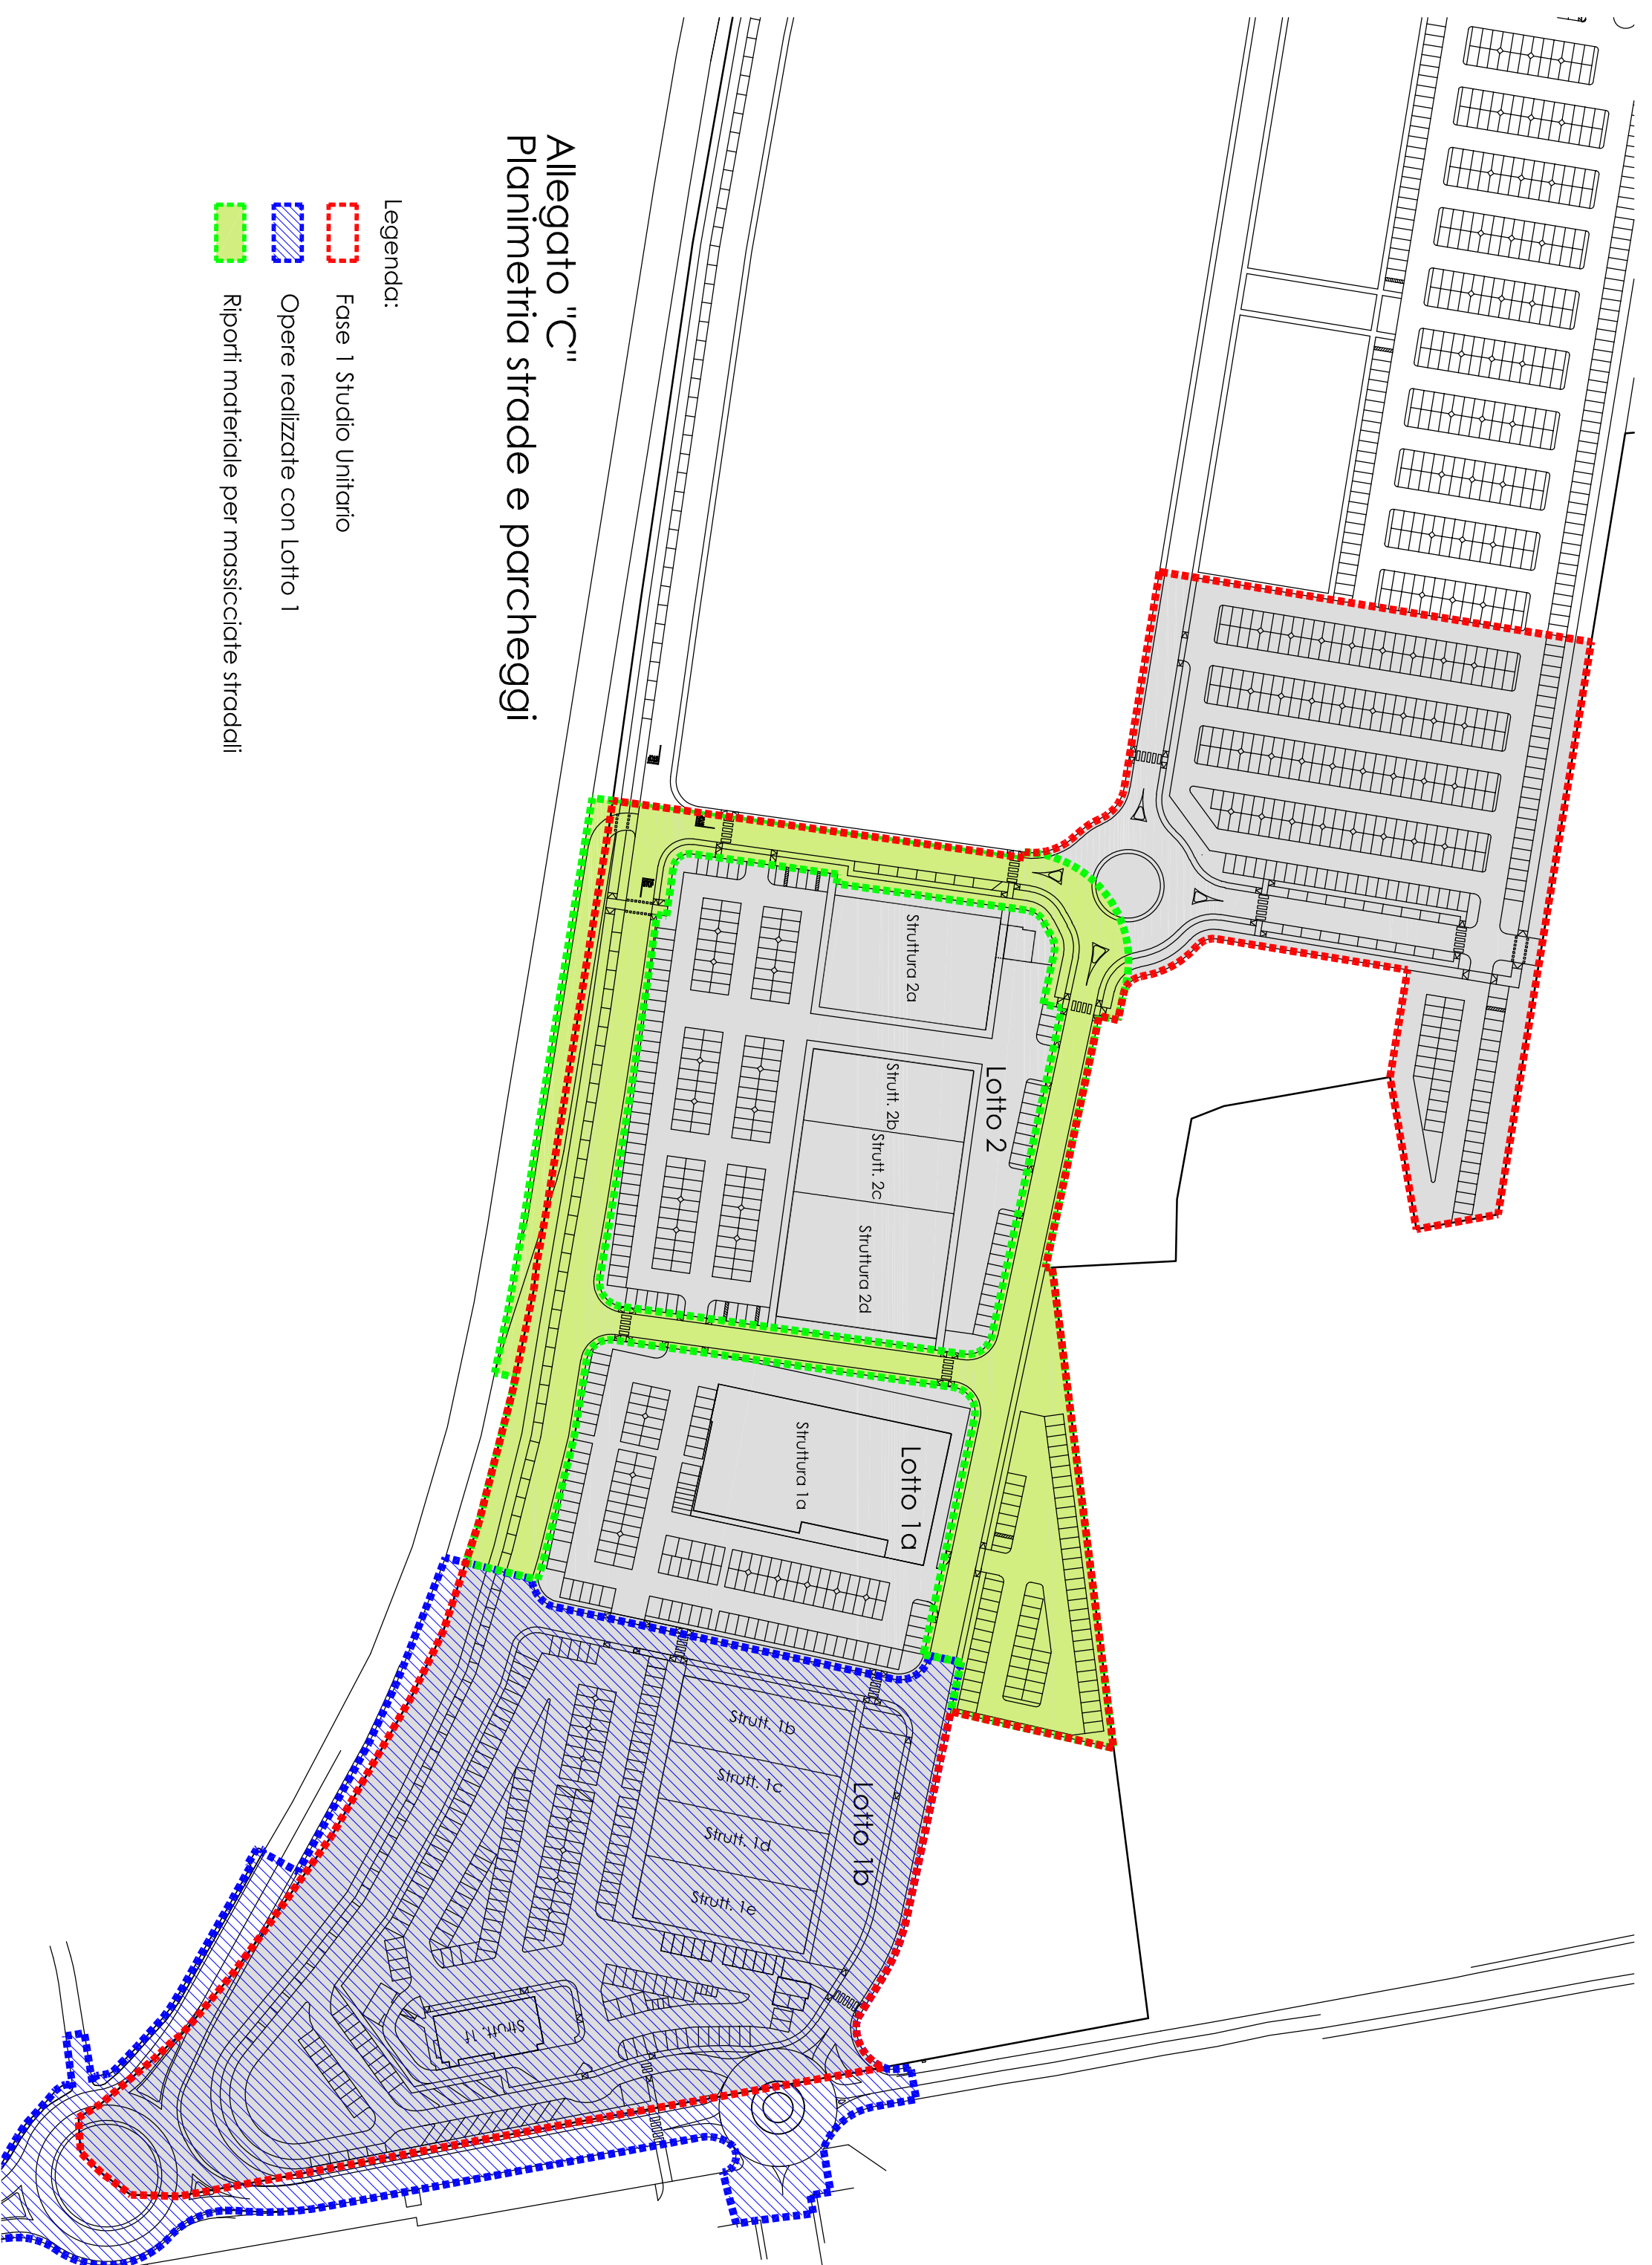 Allegato "C"
Planimetria strade e parcheggi
Legenda:
Fase 1 Studio Unitario
Opere realizzate con Lotto 1
Riporti materiale per massicciate stradali
Lotto 2
Struttura 2a
Strutt. 2b
Strutt. 2c
Struttura 2d
Lotto 1a
Struttura 1a
Lotto 1b
Strutt. 1b
Strutt. 1c
Strutt. 1d
Strutt. 1e
Strutt. 1f